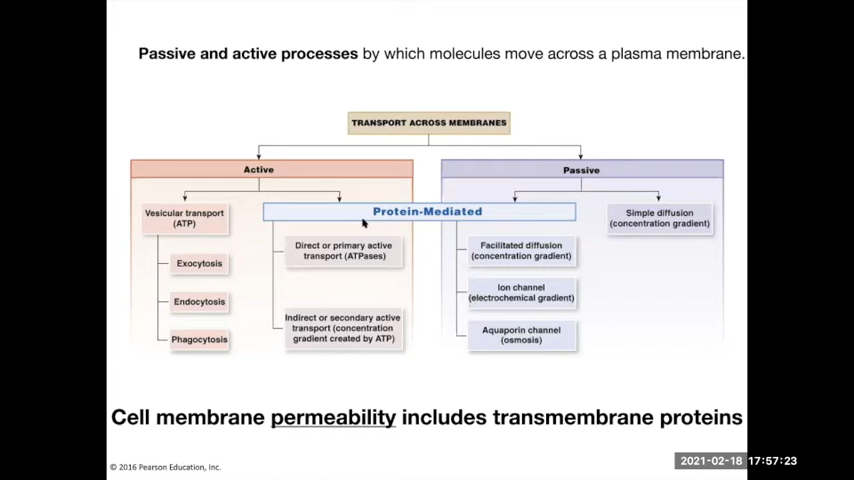 Passive and active processes by which molecules move across a plasma membrane.
TRANSPORT ACROSS MEMBRANES
Active
Passive
Protein-Mediated
Vesicular transport
(ATP)
Exocytosis
Endocytosis
Phagocytosis
Direct or primary active
transport (ATPases)
Indirect or secondary active
transport (concentration
gradient created by ATP)
Facilitated diffusion
(concentration gradient)
Ion channel
(electrochemical gradient)
Aquaporin channel
(osmosis)
Simple diffusion
(concentration gradient)
Cell membrane permeability includes transmembrane proteins
© 2016 Pearson Education, Inc.
2021-02-18 17:57:23